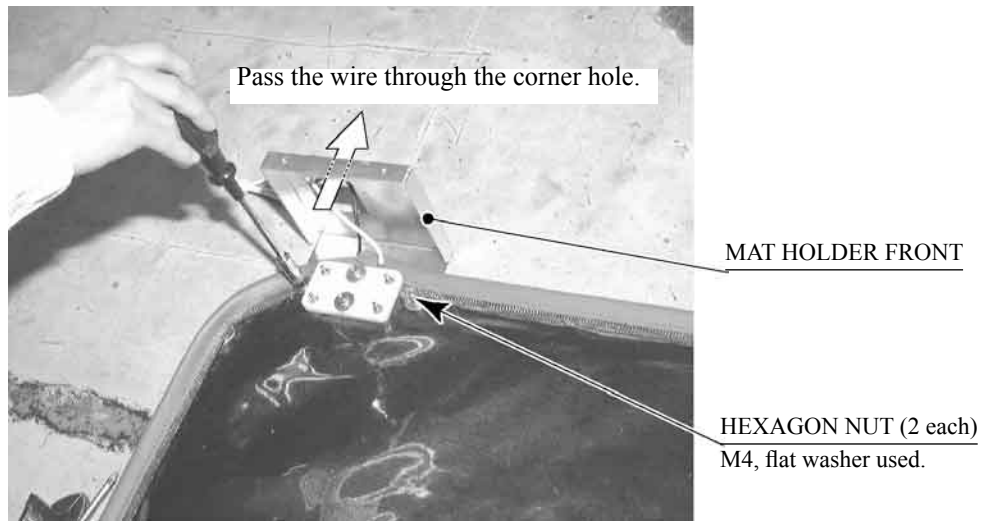 Pass the wire through the corner hole.
MAT HOLDER FRONT
HEXAGON NUT (2 each)
M4, flat washer used.